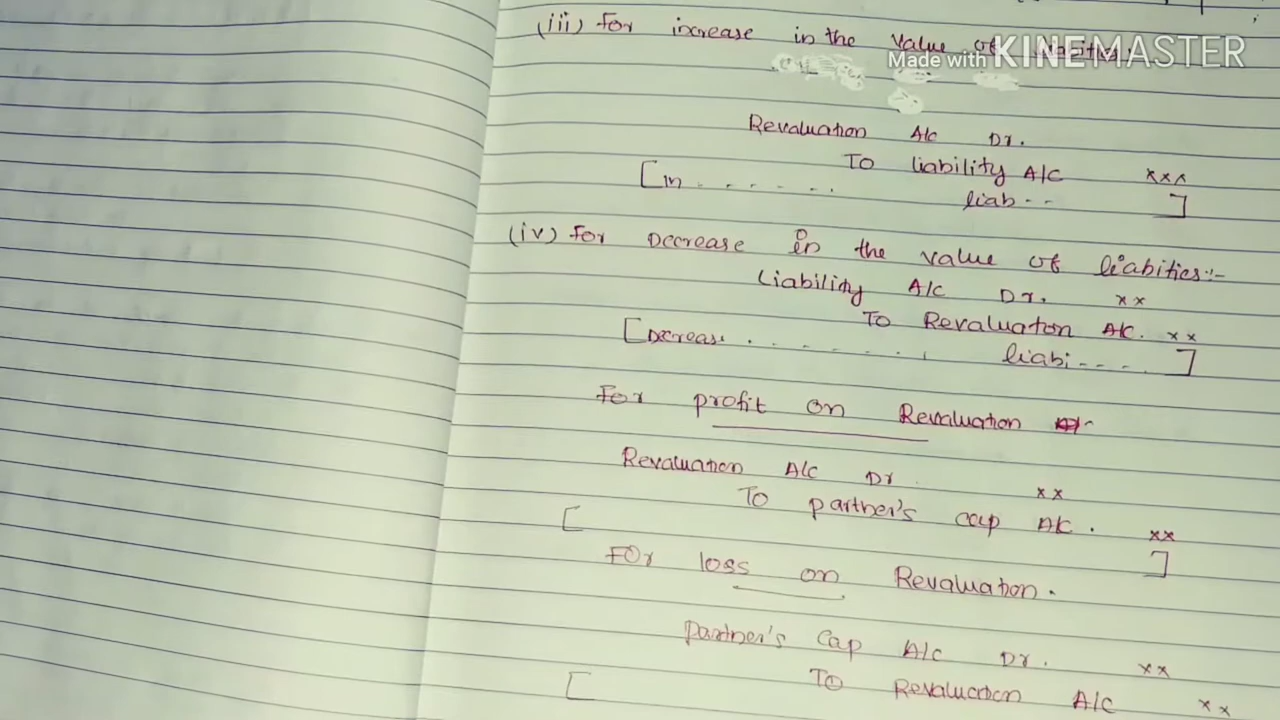 (iii) For increase in the value of
Made with KINEMASTER
Revaluation A/c Dr.
To liability A/c xxx
[in . . . . . . liab - - ]
(iv) For Decrease in the value of liabities:-
Liability A/c Dr. xx
To Revaluaton A/c. xx
[Decreas. . . . . . . . liabi - - - - . ]
For profit on Revaluation
Revaluation A/c Dr xx
To partner's cap A/c . xx
[ ]
For loss on Revaluation .
Partner's cap A/c Dr. xx
To Revaluation A/c xx
[